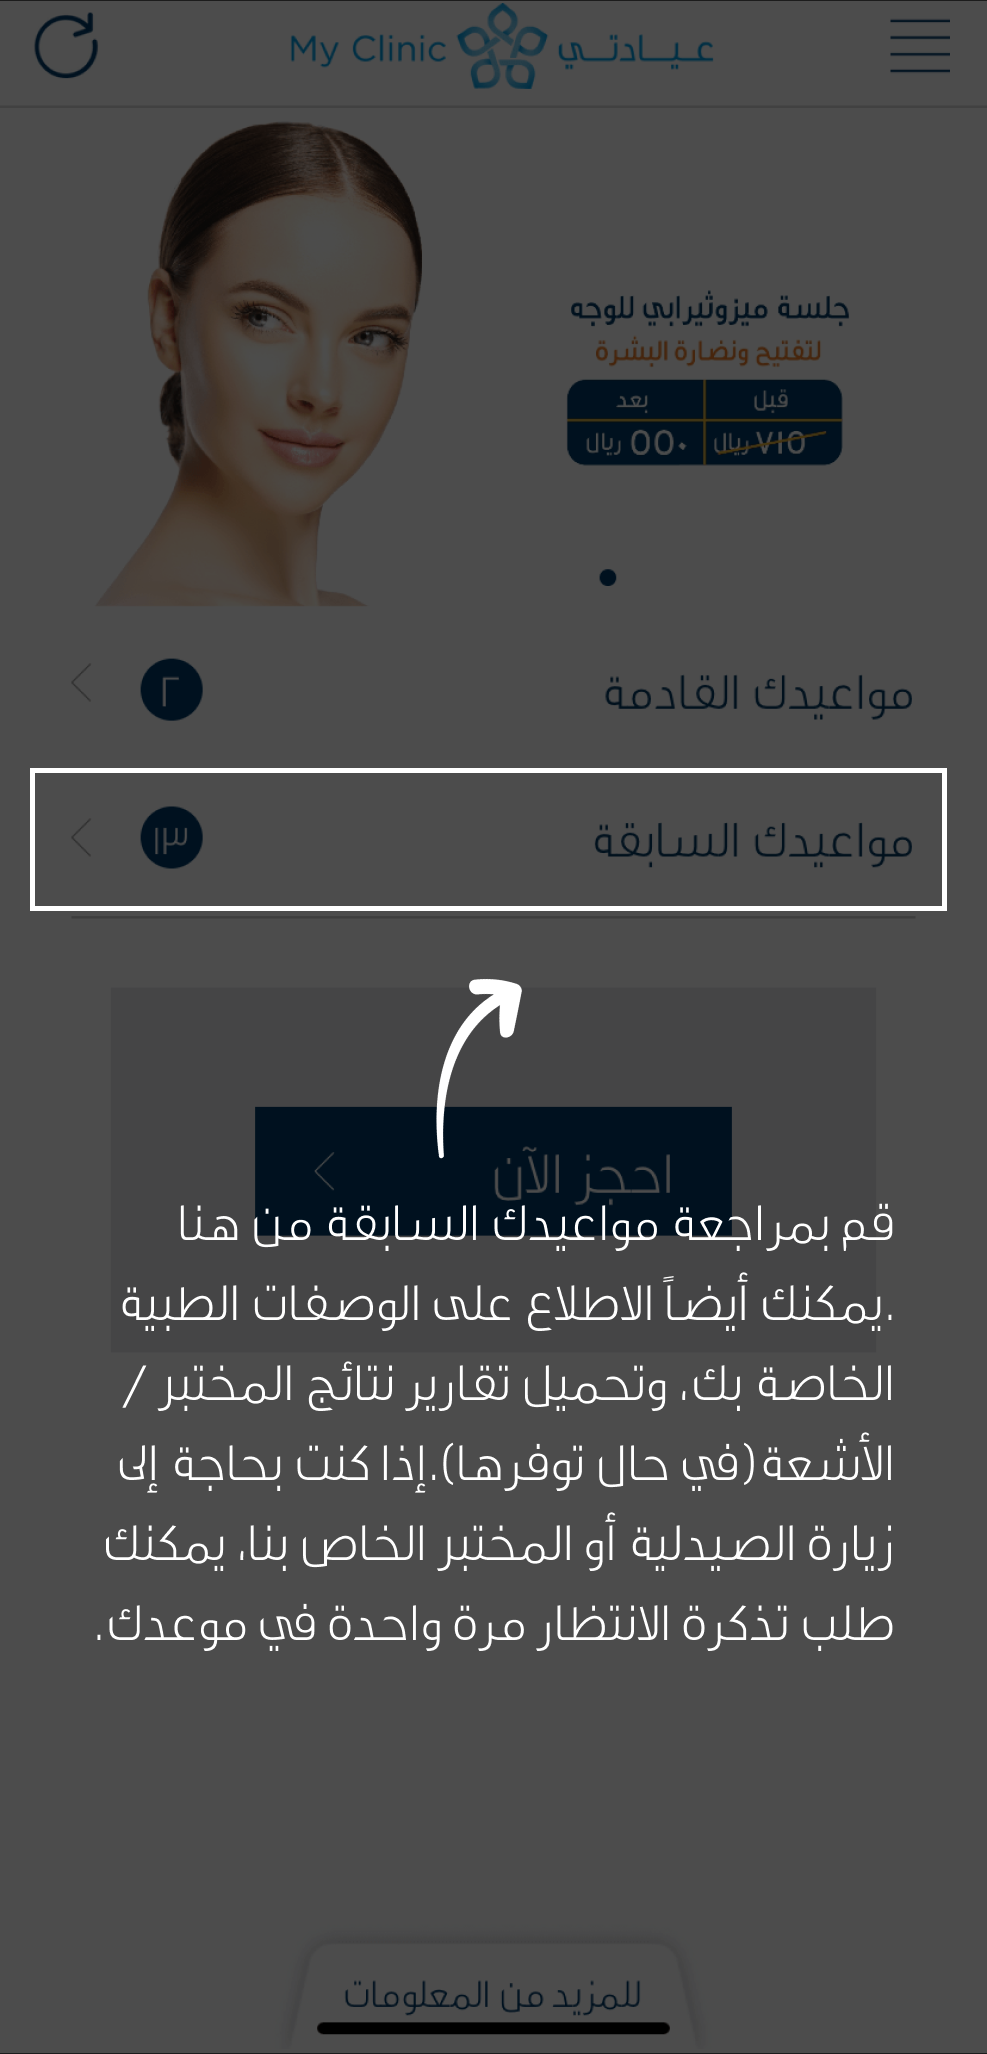 My Clinic عيادتي
جلسة ميزوثيرابي للوجه
لتفتيح ونضارة البشرة
قبل بعد
٧١٥ ريال ٥٥٠ ريال
مواعيدك القادمة ٢
مواعيدك السابقة ١٣
احجز الآن
قم بمراجعة مواعيدك السابقة من هنا
.يمكنك أيضاً الاطلاع على الوصفات الطبية
الخاصة بك، وتحميل تقارير نتائج المختبر /
الأشعة (في حال توفرها).إذا كنت بحاجة إلى
زيارة الصيدلية أو المختبر الخاص بنا، يمكنك
طلب تذكرة الانتظار مرة واحدة في موعدك.
للمزيد من المعلومات